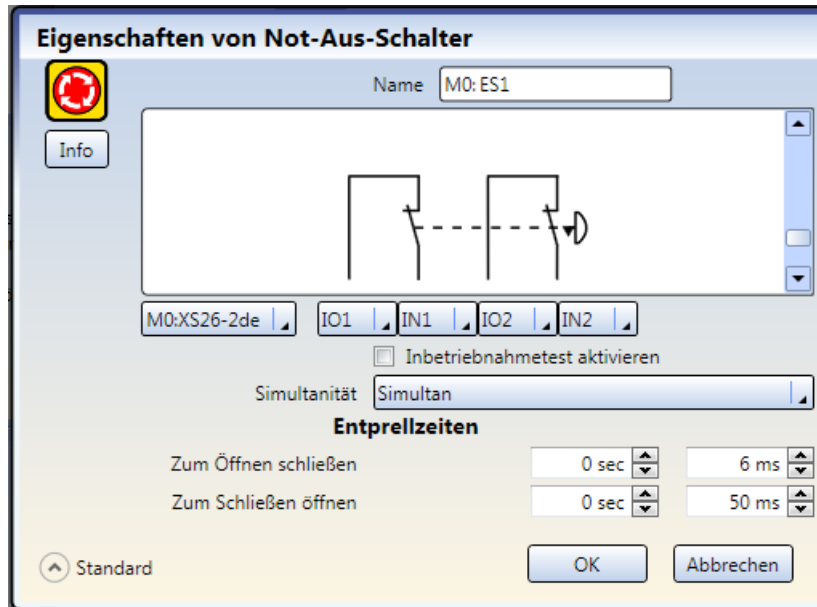 Eigenschaften von Not-Aus-Schalter
Name M0: ES1
Info
M0:XS26-2de IO1 IN1 IO2 IN2
Inbetriebnahmetest aktivieren
Simultanität Simultan
Entprellzeiten
Zum Öffnen schließen 0 sec 6 ms
Zum Schließen öffnen 0 sec 50 ms
Standard OK Abbrechen